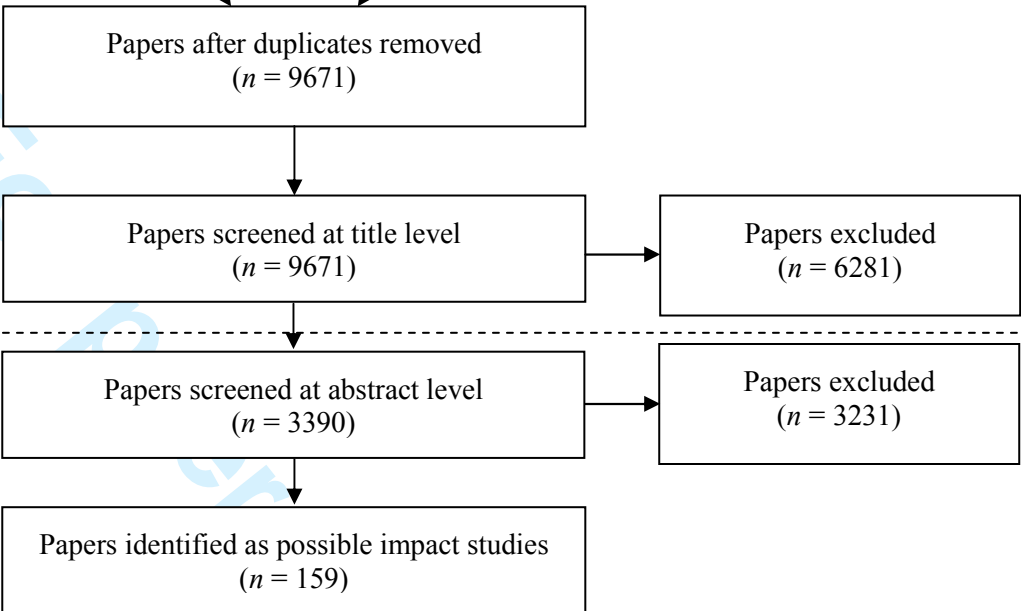 Papers after duplicates removed
(n = 9671)
Papers screened at title level
(n = 9671)
Papers excluded
(n = 6281)
Papers screened at abstract level
(n = 3390)
Papers excluded
(n = 3231)
Papers identified as possible impact studies
(n = 159)